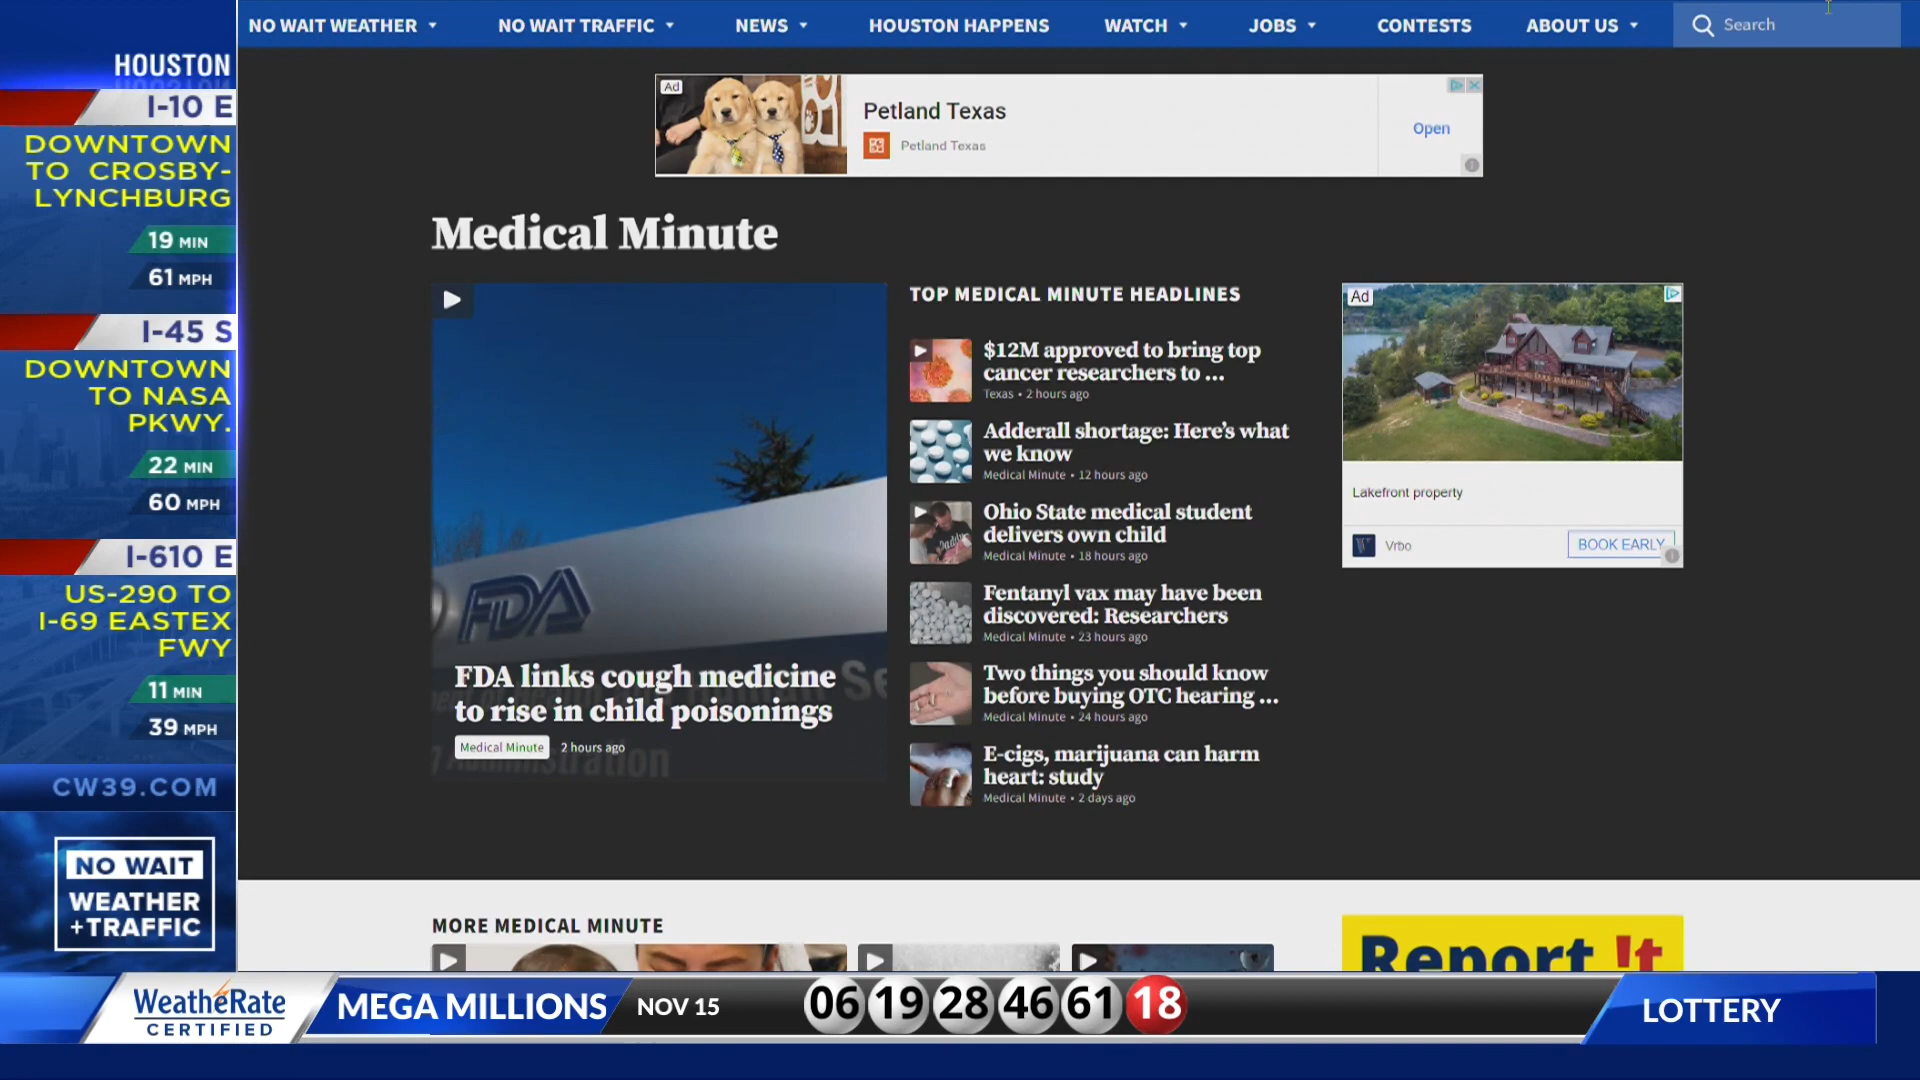 NO WAIT WEATHER
NO WAIT TRAFFIC
NEWS
HOUSTON HAPPENS
WATCH
JOBS
CONTESTS
ABOUT US
Search
HOUSTON
I-10 E
DOWNTOWN
TO CROSBY-
LYNCHBURG
19 MIN
61 MPH
I-45 S
DOWNTOWN
TO NASA
PKWY.
22 MIN
60 MPH
I-610 E
US-290 TO
I-69 EASTEX
FWY
11 MIN
39 MPH
CW39.COM
NO WAIT
WEATHER
+TRAFFIC
Ad
Petland Texas
Petland Texas
Open
Medical Minute
FDA
FDA links cough medicine
to rise in child poisonings
Medical Minute 2 hours ago
TOP MEDICAL MINUTE HEADLINES
$12M approved to bring top
cancer researchers to ...
Texas • 2 hours ago
Adderall shortage: Here's what
we know
Medical Minute • 12 hours ago
Ohio State medical student
delivers own child
Medical Minute • 18 hours ago
Fentanyl vax may have been
discovered: Researchers
Medical Minute • 23 hours ago
Two things you should know
before buying OTC hearing ...
Medical Minute • 24 hours ago
E-cigs, marijuana can harm
heart: study
Medical Minute • 2 days ago
Ad
Lakefront property
Vrbo
BOOK EARLY
MORE MEDICAL MINUTE
Report !t
WeatheRate
CERTIFIED
MEGA MILLIONS
NOV 15
06 19 28 46 61 18
LOTTERY